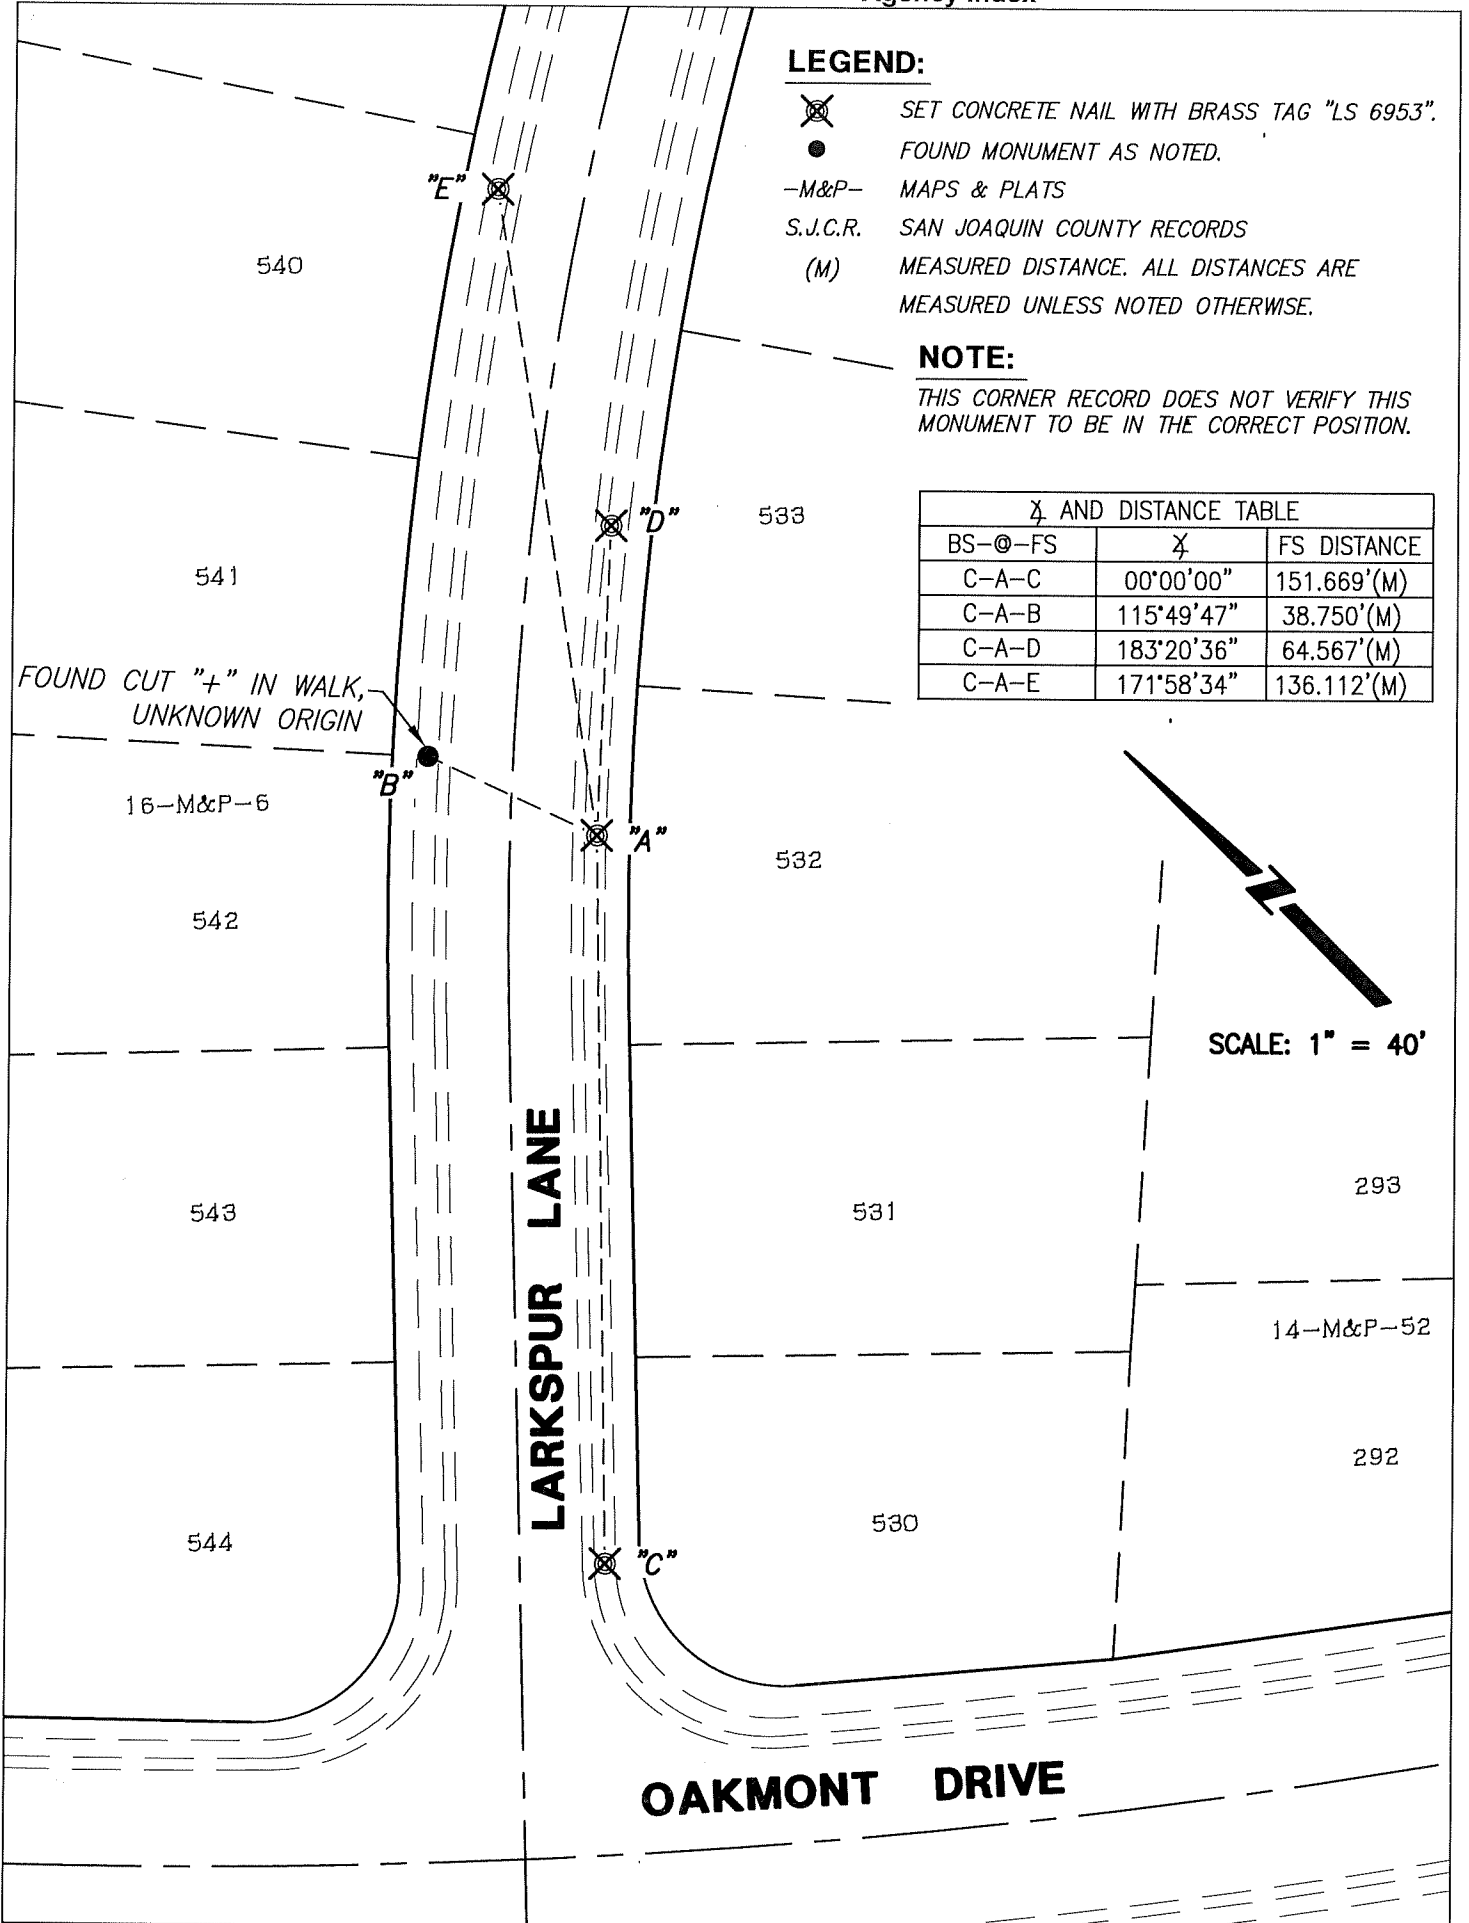 LEGEND:
SET CONCRETE NAIL WITH BRASS TAG "LS 6953".
FOUND MONUMENT AS NOTED.
-M&P- MAPS & PLATS
S.J.C.R. SAN JOAQUIN COUNTY RECORDS
(M) MEASURED DISTANCE. ALL DISTANCES ARE
MEASURED UNLESS NOTED OTHERWISE.
NOTE:
THIS CORNER RECORD DOES NOT VERIFY THIS
MONUMENT TO BE IN THE CORRECT POSITION.
∡ AND DISTANCE TABLE
BS-@-FS ∡ FS DISTANCE
C-A-C 00°00'00" 151.669'(M)
C-A-B 115°49'47" 38.750'(M)
C-A-D 183°20'36" 64.567'(M)
C-A-E 171°58'34" 136.112'(M)
"E"
540
"D"
533
541
FOUND CUT "+" IN WALK,
UNKNOWN ORIGIN
"B"
16-M&P-6
"A"
532
542
SCALE: 1" = 40'
LARKSPUR LANE
543
531
293
14-M&P-52
292
544
530
"C"
OAKMONT DRIVE